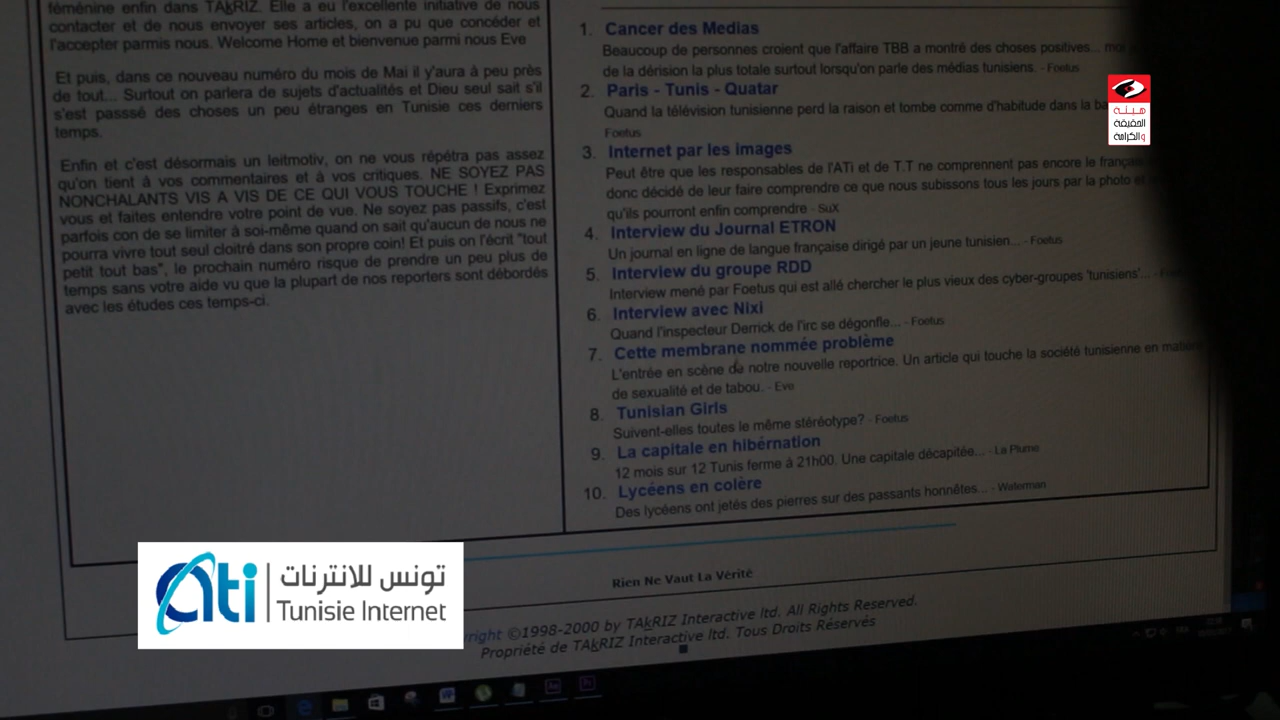 féminine enfin dans TAkRIZ. Elle a eu l'excellente initiative de nous
contacter et de nous envoyer ses articles, on a pu que concéder et
l'accepter parmis nous. Welcome Home et bienvenue parmi nous Eve
Et puis, dans ce nouveau numéro du mois de Mai il y'aura à peu près
de tout... Surtout on parlera de sujets d'actualités et Dieu seul sait s'il
s'est passsé des choses un peu étranges en Tunisie ces derniers
temps.
Enfin et c'est désormais un leitmotiv, on ne vous répétra pas assez
qu'on tient à vos commentaires et à vos critiques. NE SOYEZ PAS
NONCHALANTS VIS A VIS DE CE QUI VOUS TOUCHE ! Exprimez
vous et faites entendre votre point de vue. Ne soyez pas passifs, c'est
parfois con de se limiter à soi-même quand on sait qu'aucun de nous ne
pourra vivre tout seul cloitré dans son propre coin! Et puis on l'écrit "tout
petit tout bas", le prochain numéro risque de prendre un peu plus de
temps sans votre aide vu que la plupart de nos reporters sont débordés
avec les études ces temps-ci.
1. Cancer des Medias
Beaucoup de personnes croient que l'affaire TBB a montré des choses positives... moi
de la dérision la plus totale surtout lorsqu'on parle des médias tunisiens. - Foetus
2. Paris - Tunis - Quatar
Quand la télévision tunisienne perd la raison et tombe comme d'habitude dans la
Foetus
3. Internet par les images
Peut être que les responsables de l'ATi et de T.T ne comprennent pas encore le
donc décidé de leur faire comprendre ce que nous subissons tous les jours par la photo
qu'ils pourront enfin comprendre - SuX
4. Interview du Journal ETRON
Un journal en ligne de langue française dirigé par un jeune tunisien... - Foetus
5. Interview du groupe RDD
Interview mené par Foetus qui est allé chercher le plus vieux des cyber-groupes 'tunisiens'...
6. Interview avec Nixi
Quand l'inspecteur Derrick de l'irc se dégonfle... - Foetus
7. Cette membrane nommée problème
L'entrée en scène de notre nouvelle reportrice. Un article qui touche la société tunisienne en matière
de sexualité et de tabou. - Eve
8. Tunisian Girls
Suivent-elles toutes le même stéréotype? - Foetus
9. La capitale en hibérnation
12 mois sur 12 Tunis ferme à 21h00. Une capitale décapitée... - La Plume
10. Lycéens en colère
Des lycéens ont jetés des pierres sur des passants honnêtes... - Waterman
Rien Ne Vaut La Vérité
©1998-2000 by TAkRIZ Interactive ltd. All Rights Reserved.
Propriété de TAkRIZ Interactive ltd. Tous Droits Réservés
هيئة
الحقيقة
والكرامة
ati
تونس للانترنات
Tunisie Internet